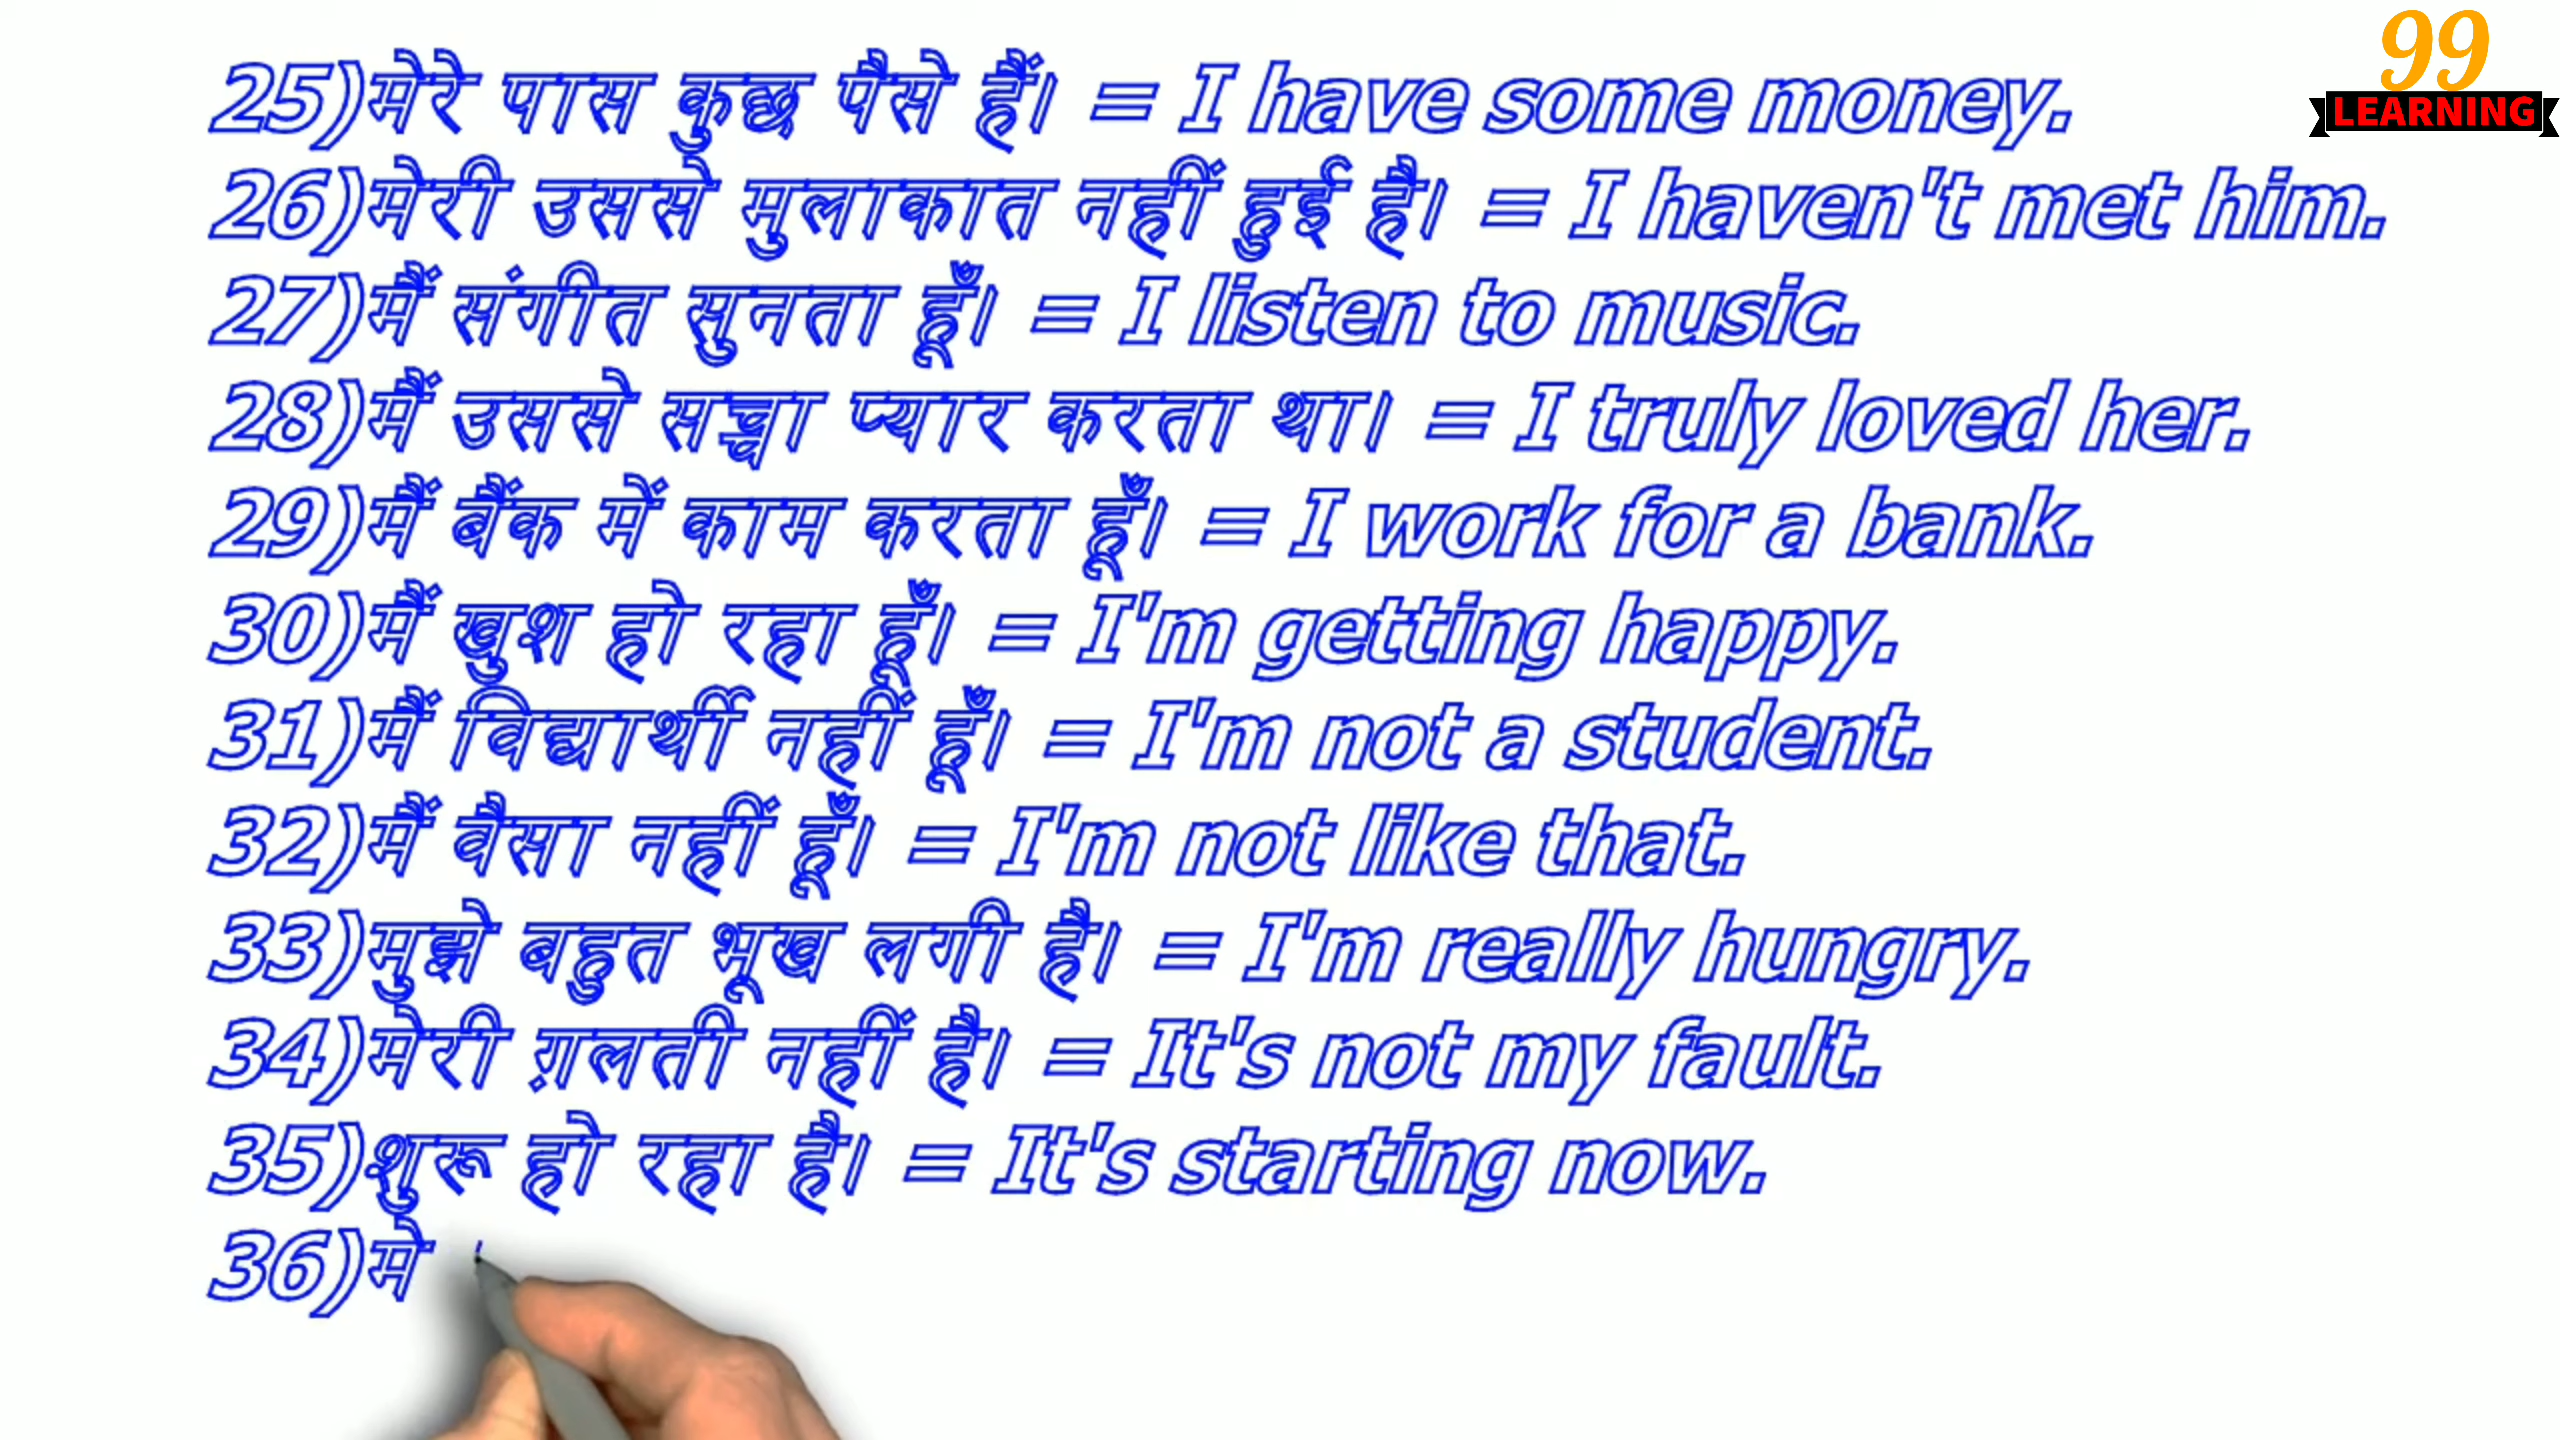 99
LEARNING
25)मेरे पास कुछ पैसे हैं। = I have some money.
26)मेरी उससे मुलाकात नहीं हुई है। = I haven't met him.
27)मैं संगीत सुनता हूँ। = I listen to music.
28)मैं उससे सच्चा प्यार करता था। = I truly loved her.
29)मैं बैंक में काम करता हूँ। = I work for a bank.
30)मैं खुश हो रहा हूँ। = I'm getting happy.
31)मैं विद्यार्थी नहीं हूँ। = I'm not a student.
32)मैं वैसा नहीं हूँ। = I'm not like that.
33)मुझे बहुत भूख लगी है। = I'm really hungry.
34)मेरी ग़लती नहीं है। = It's not my fault.
35)शुरू हो रहा है। = It's starting now.
36)मे